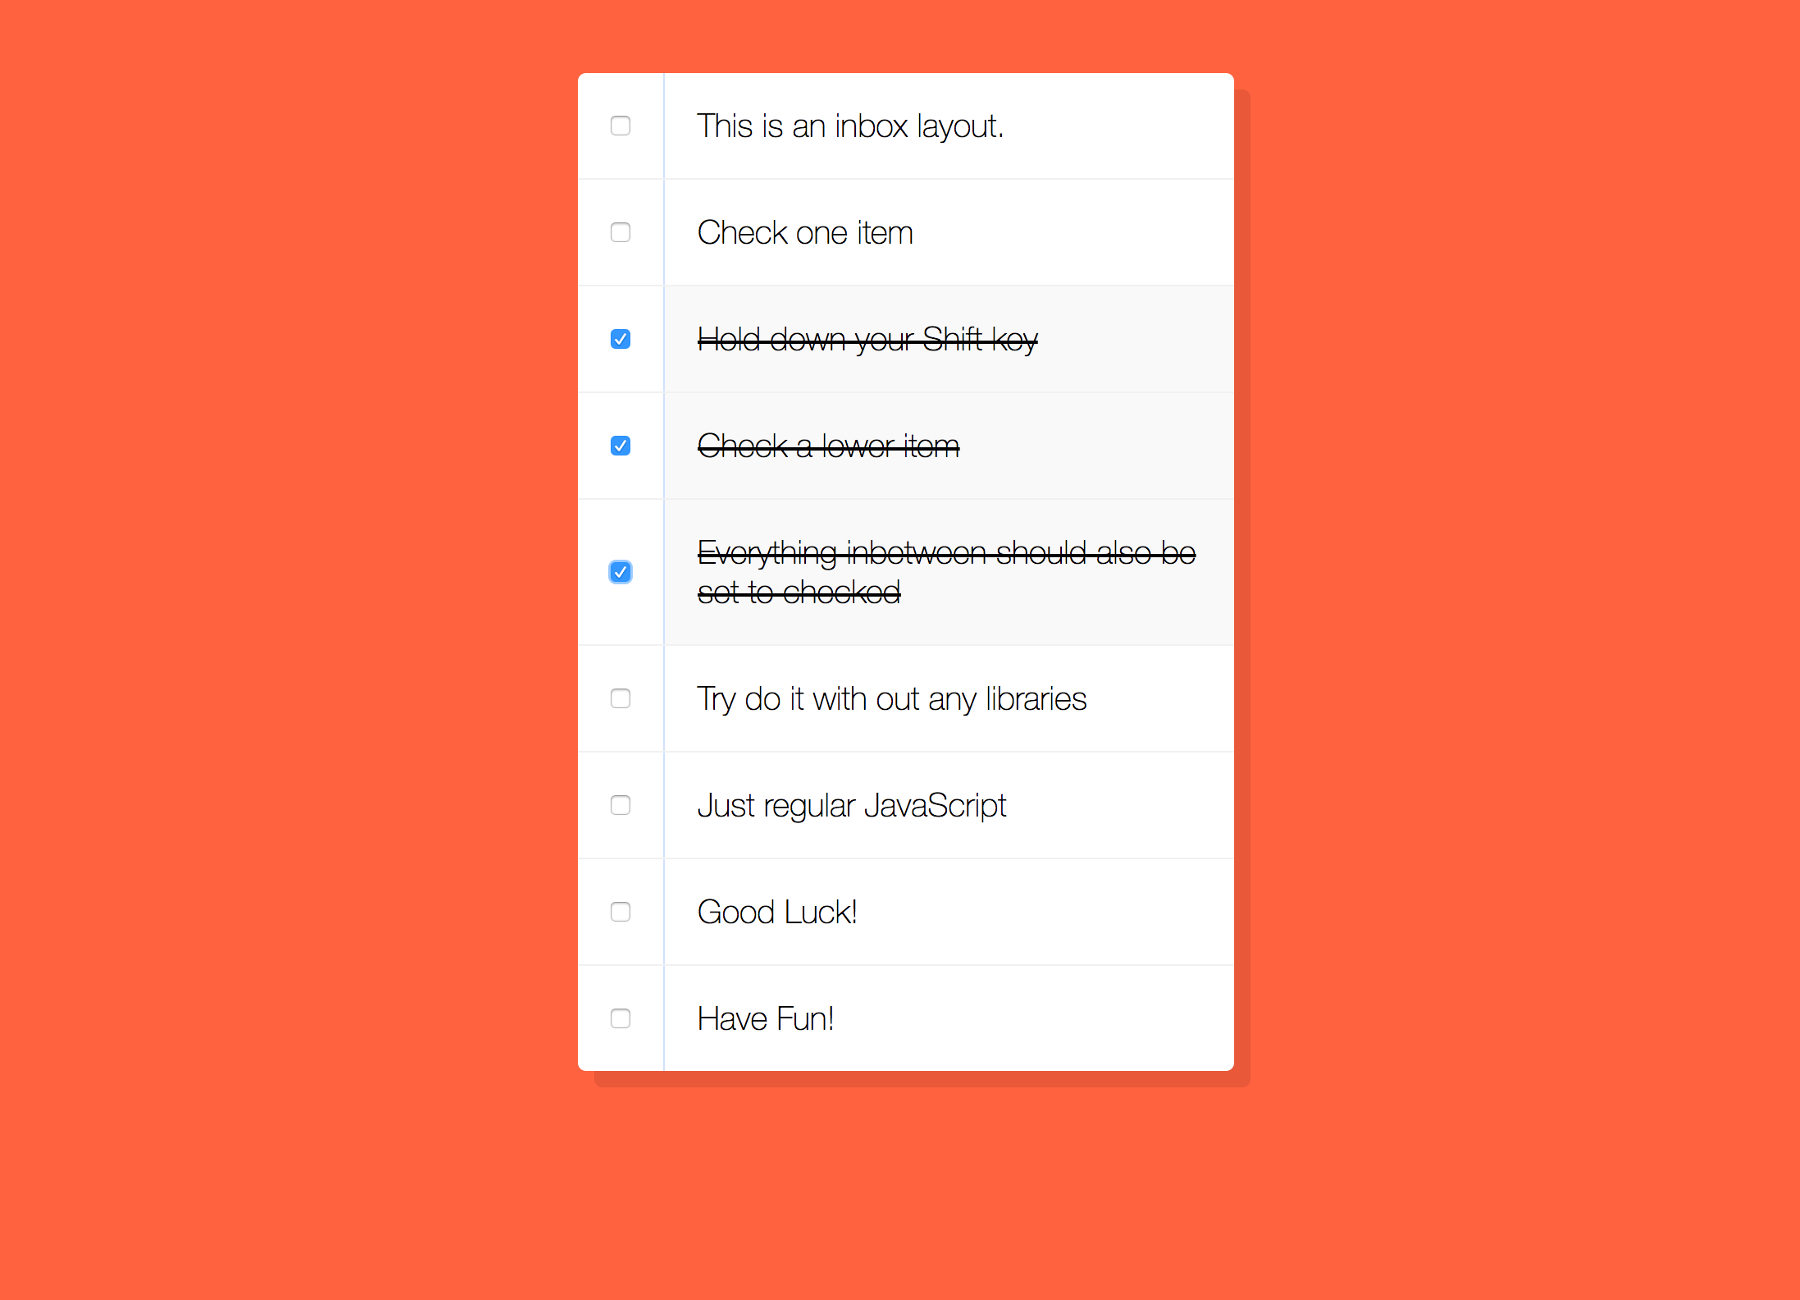 This is an inbox layout.
Check one item
Hold down your Shift key
Check a lower item
Everything inbetween should also be
set to checked
Try do it with out any libraries
Just regular JavaScript
Good Luck!
Have Fun!